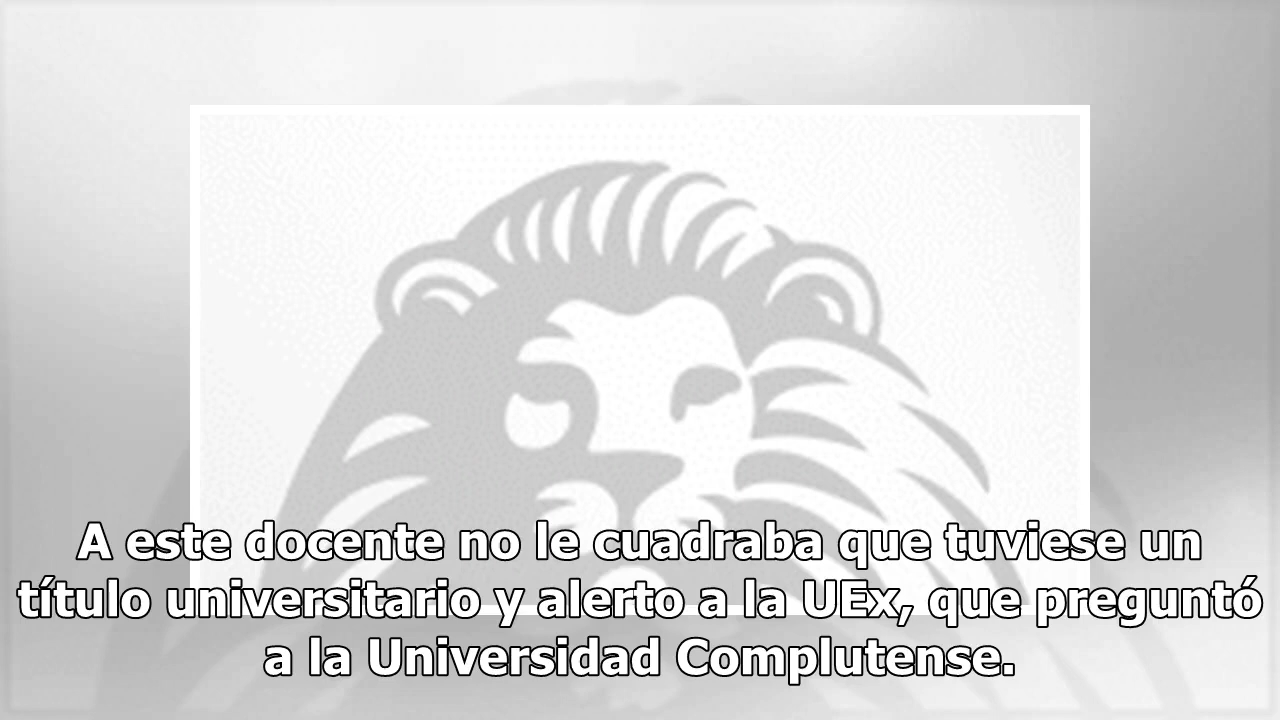 A este docente no le cuadraba que tuviese un
título universitario y alerto a la UEx, que preguntó
a la Universidad Complutense.